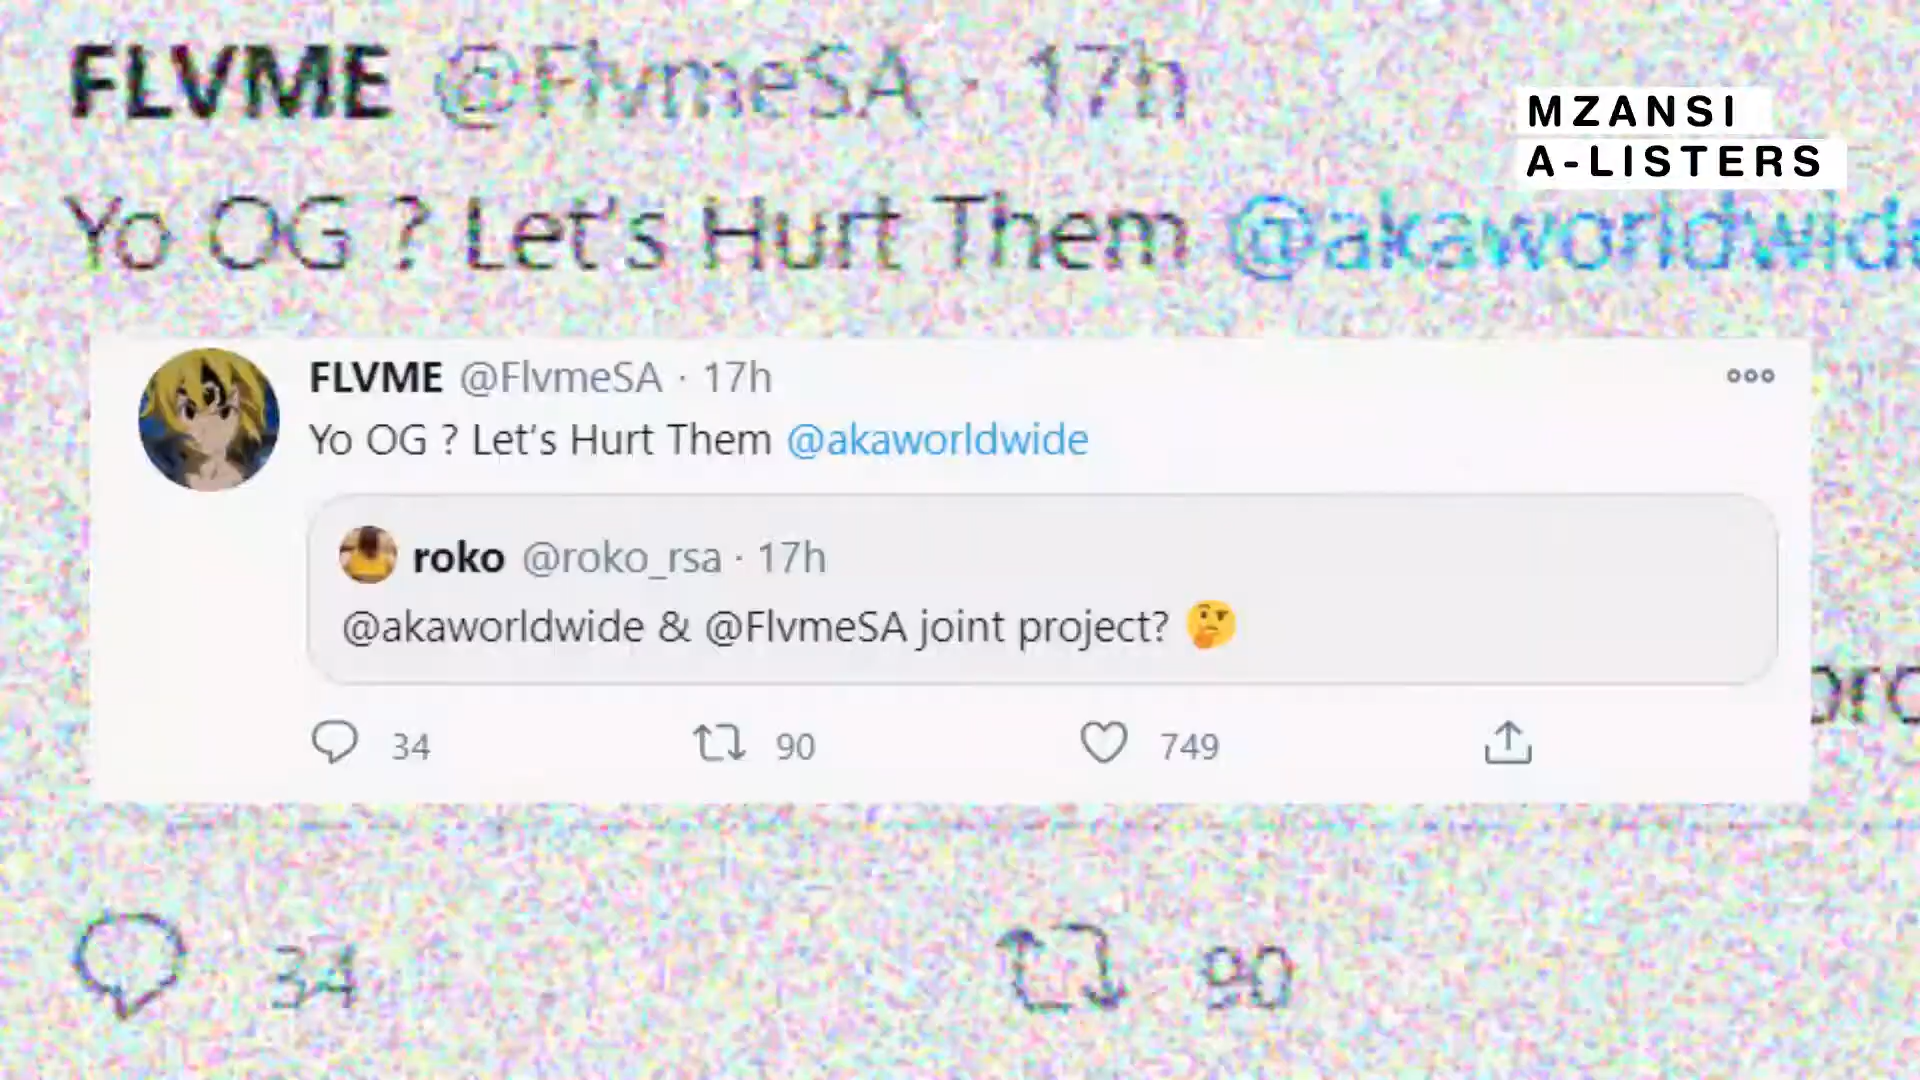 FLVME @FlvmeSA · 17h
MZANSI
A-LISTERS
Yo OG ? Let's Hurt Them @akaworldwide
FLVME @FlvmeSA · 17h
Yo OG ? Let's Hurt Them @akaworldwide
roko @roko_rsa · 17h
@akaworldwide & @FlvmeSA joint project? 🤔
34 90 749
34 90